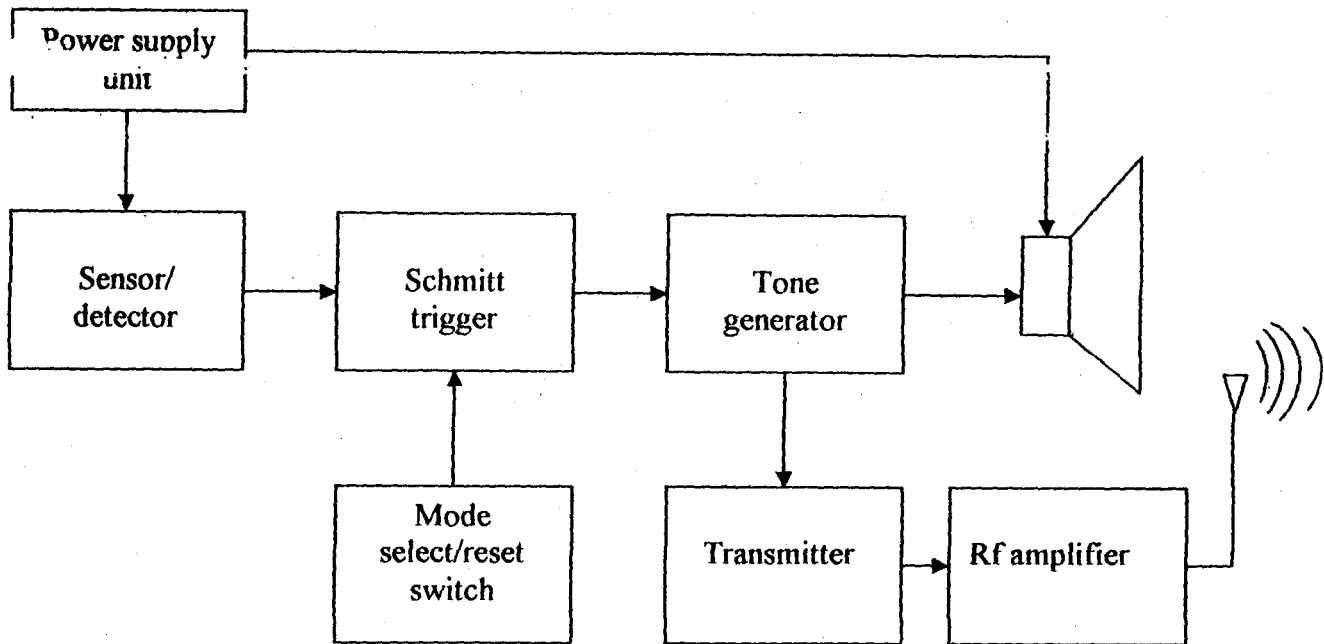 Power supply
unit
Sensor/
detector
Schmitt
trigger
Tone
generator
Mode
select/reset
switch
Transmitter
Rf amplifier